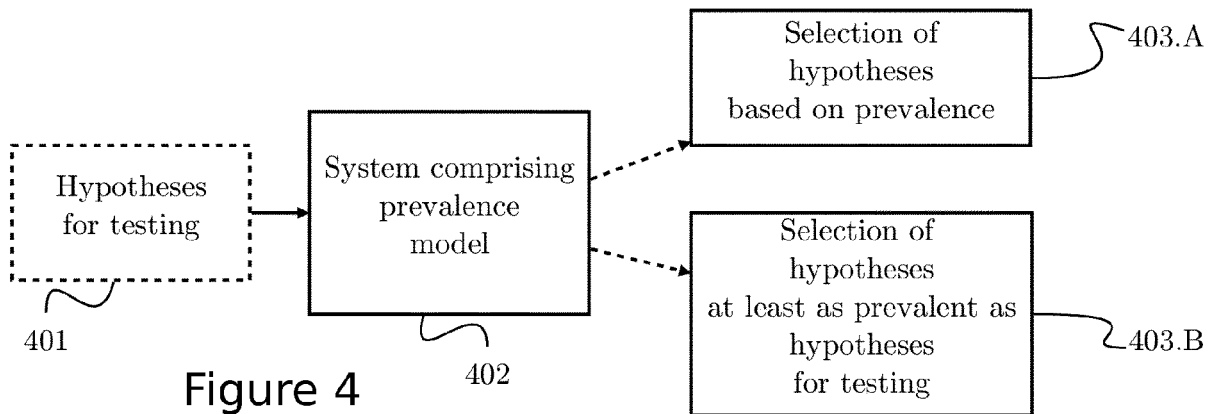 Hypotheses
for testing
401
System comprising
prevalence
model
402
Selection of
hypotheses
based on prevalence
403.A
Selection of
hypotheses
at least as prevalent as
hypotheses
for testing
403.B
Figure 4